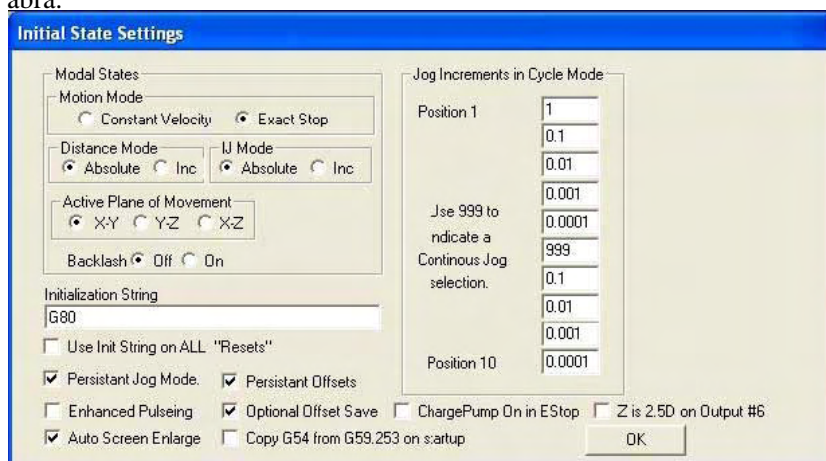 abra.
Initial State Settings
Modal States
Motion Mode
Constant Velocity Exact Stop
Distance Mode
Absolute Inc
IJ Mode
Absolute Inc
Active Plane of Movement
X-Y Y-Z X-Z
Backlash Off On
Initialization String
G80
Use Init String on ALL "Resets"
Persistant Jog Mode. Persistant Offsets
Enhanced Pulseing Optional Offset Save ChargePump On in EStop Z is 2.5D on Output #6
Auto Screen Enlarge Copy G54 from G59.253 on s:artup
Jog Increments in Cycle Mode
Position 1 1
0.1
0.01
0.001
0.0001
999
0.1
0.01
0.001
Position 10 0.0001
Jse 999 to
ndicate a
Continous Jog
selection.
OK